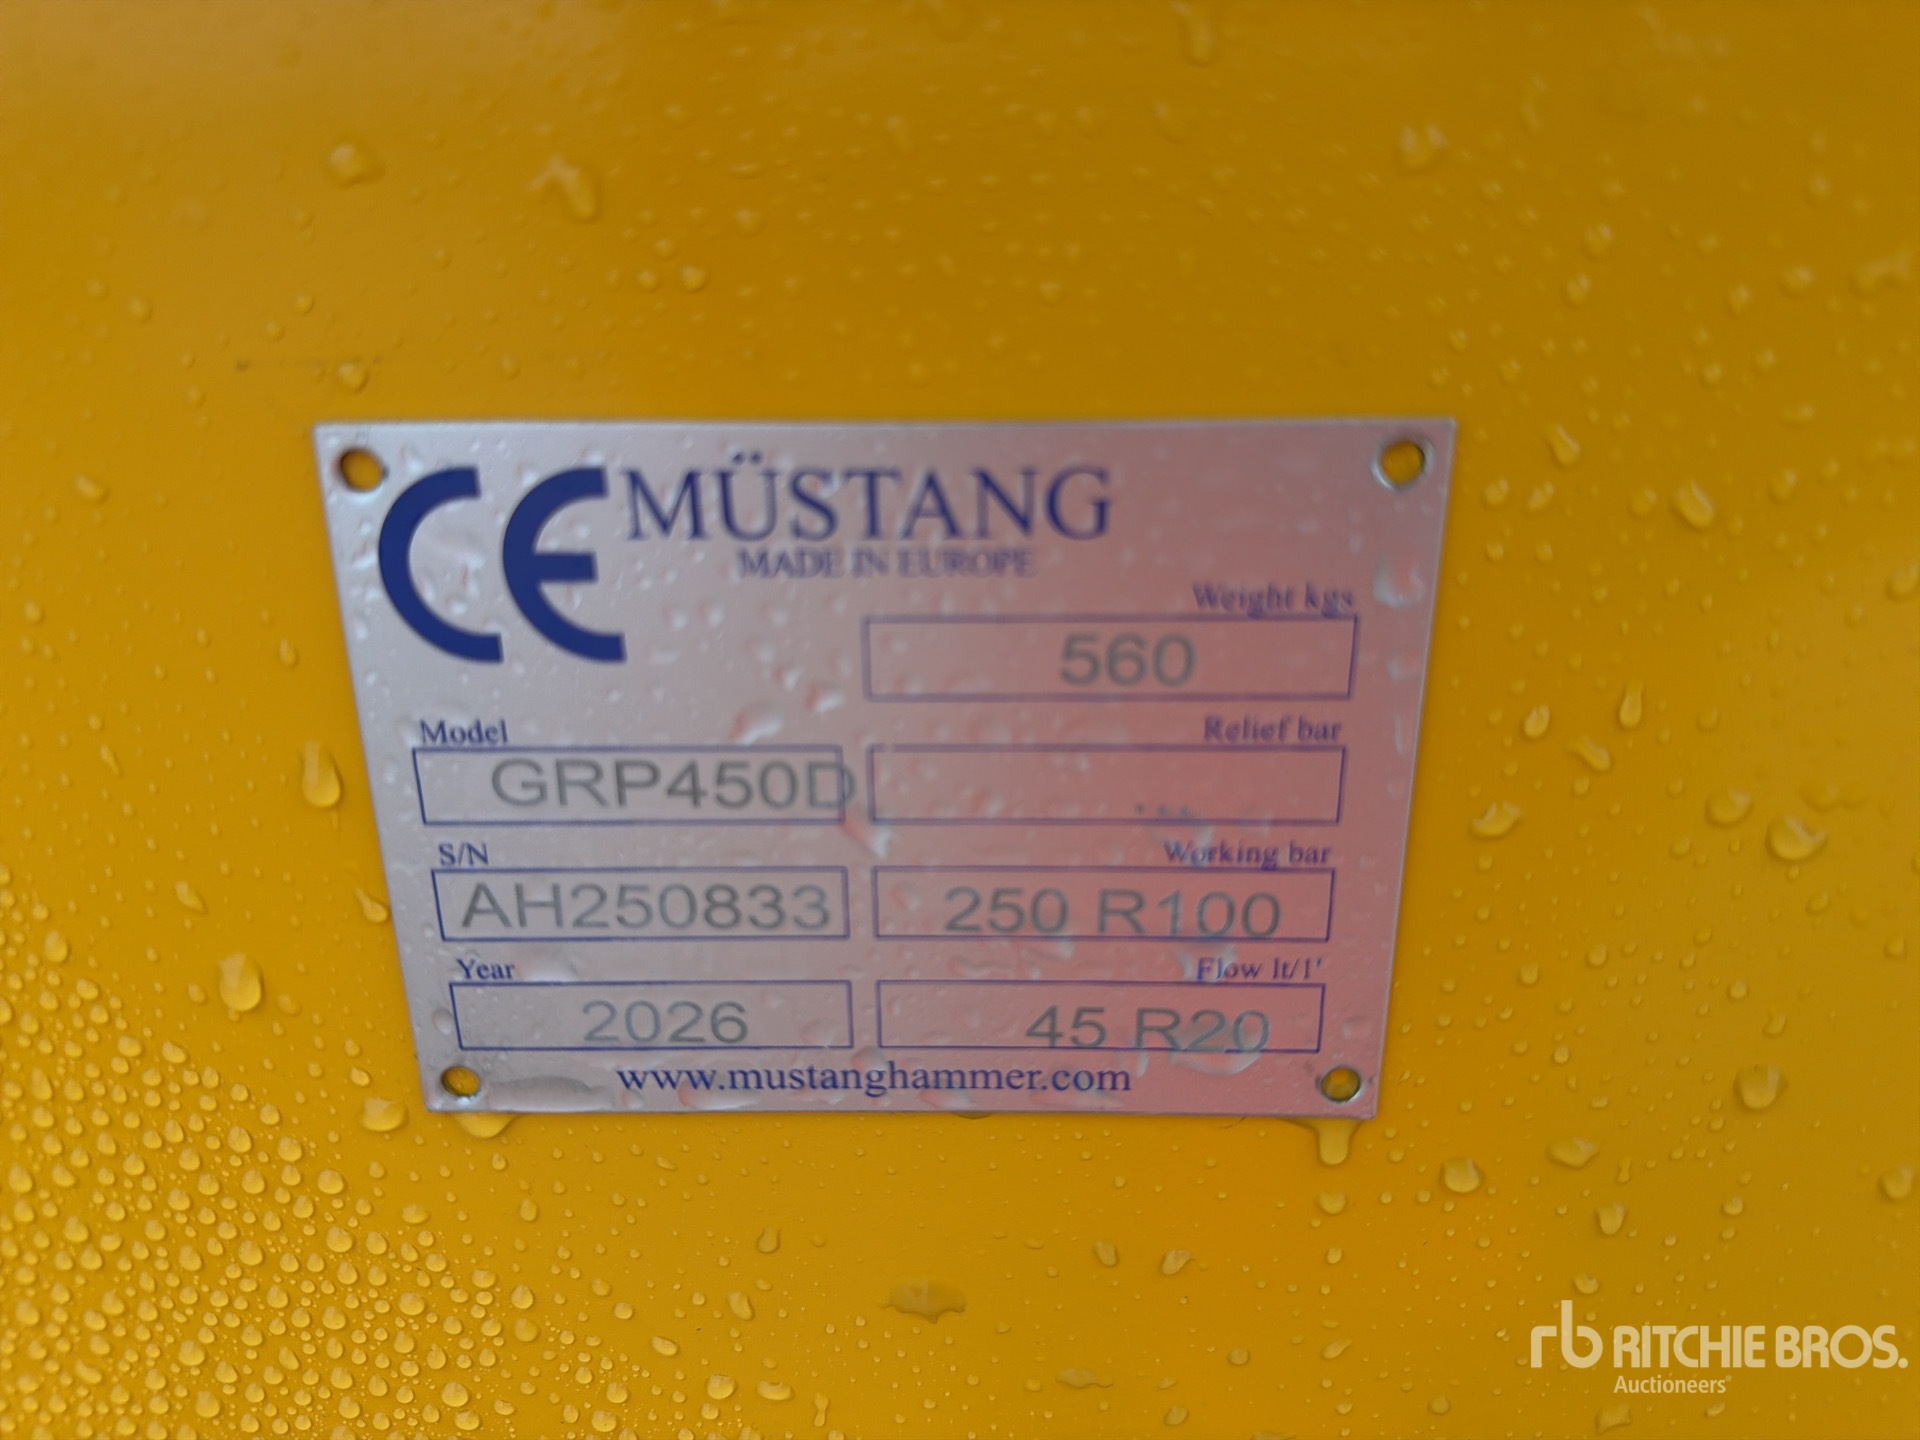 CE MÜSTANG
MADE IN EUROPE
Weight kgs
560
Model
GRP450D
Relief bar
S/N
AH250833
Working bar
250 R100
Year
2026
Flow lt/1'
45 R20
www.mustanghammer.com
rb RITCHIE BROS.
Auctioneers